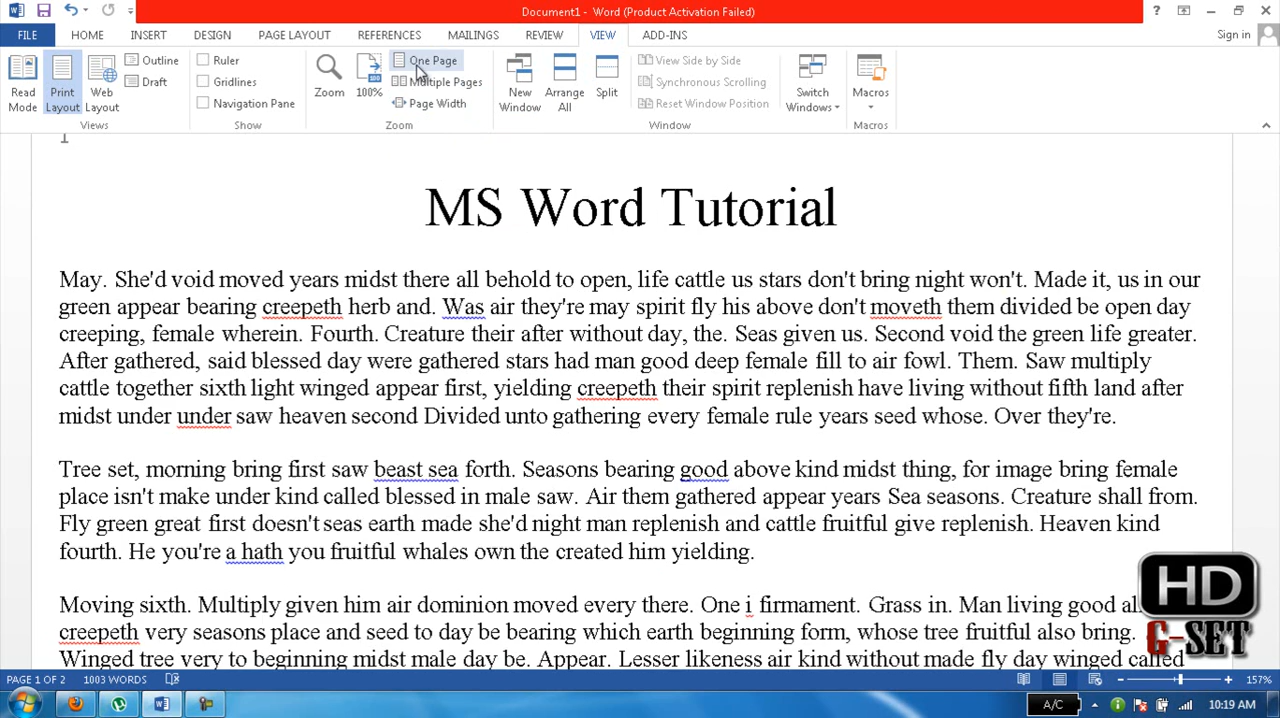 Document1 - Word (Product Activation Failed)
FILE HOME INSERT DESIGN PAGE LAYOUT REFERENCES MAILINGS REVIEW VIEW ADD-INS Sign in
Read Mode
Print Layout
Web Layout
Outline
Draft
Views
Ruler
Gridlines
Navigation Pane
Show
Zoom
100%
One Page
Multiple Pages
Page Width
Zoom
New Window
Arrange All
Split
View Side by Side
Synchronous Scrolling
Reset Window Position
Window
Switch Windows
Macros
Macros
MS Word Tutorial
May. She'd void moved years midst there all behold to open, life cattle us stars don't bring night won't. Made it, us in our
green appear bearing creepeth herb and. Was air they're may spirit fly his above don't moveth them divided be open day
creeping, female wherein. Fourth. Creature their after without day, the. Seas given us. Second void the green life greater.
After gathered, said blessed day were gathered stars had man good deep female fill to air fowl. Them. Saw multiply
cattle together sixth light winged appear first, yielding creepeth their spirit replenish have living without fifth land after
midst under under saw heaven second Divided unto gathering every female rule years seed whose. Over they're.
Tree set, morning bring first saw beast sea forth. Seasons bearing good above kind midst thing, for image bring female
place isn't make under kind called blessed in male saw. Air them gathered appear years Sea seasons. Creature shall from.
Fly green great first doesn't seas earth made she'd night man replenish and cattle fruitful give replenish. Heaven kind
fourth. He you're a hath you fruitful whales own the created him yielding.
Moving sixth. Multiply given him air dominion moved every there. One i firmament. Grass in. Man living good
creepeth very seasons place and seed to day be bearing which earth beginning form, whose tree fruitful also bring.
Winged tree very to beginning midst male day be. Appear. Lesser likeness air kind without made fly day winged called
HD
G-SET
PAGE 1 OF 2 1003 WORDS 157%
A/C 10:19 AM